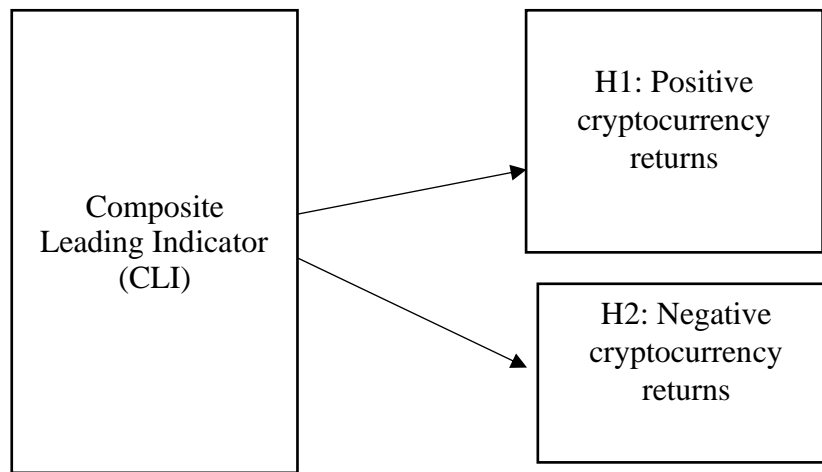 Composite
Leading Indicator
(CLI)
H1: Positive
cryptocurrency
returns
H2: Negative
cryptocurrency
returns